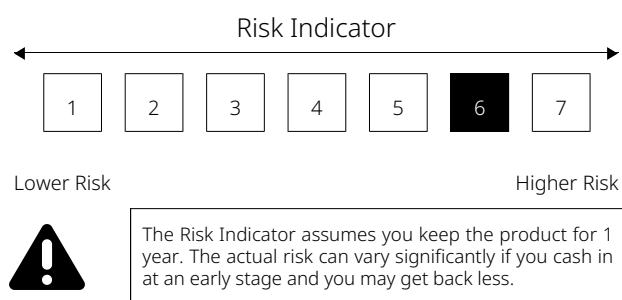 Risk Indicator
1 2 3 4 5 6 7
Lower Risk Higher Risk
The Risk Indicator assumes you keep the product for 1
year. The actual risk can vary significantly if you cash in
at an early stage and you may get back less.